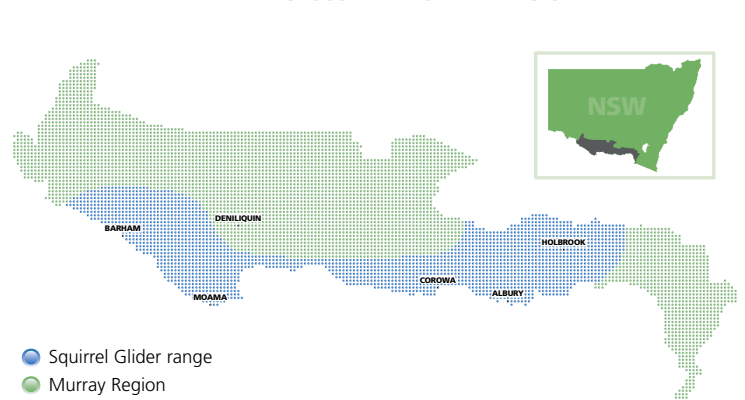 NSW
DENILIQUIN
BARHAM
HOLBROOK
COROWA
ALBURY
MOAMA
Squirrel Glider range
Murray Region